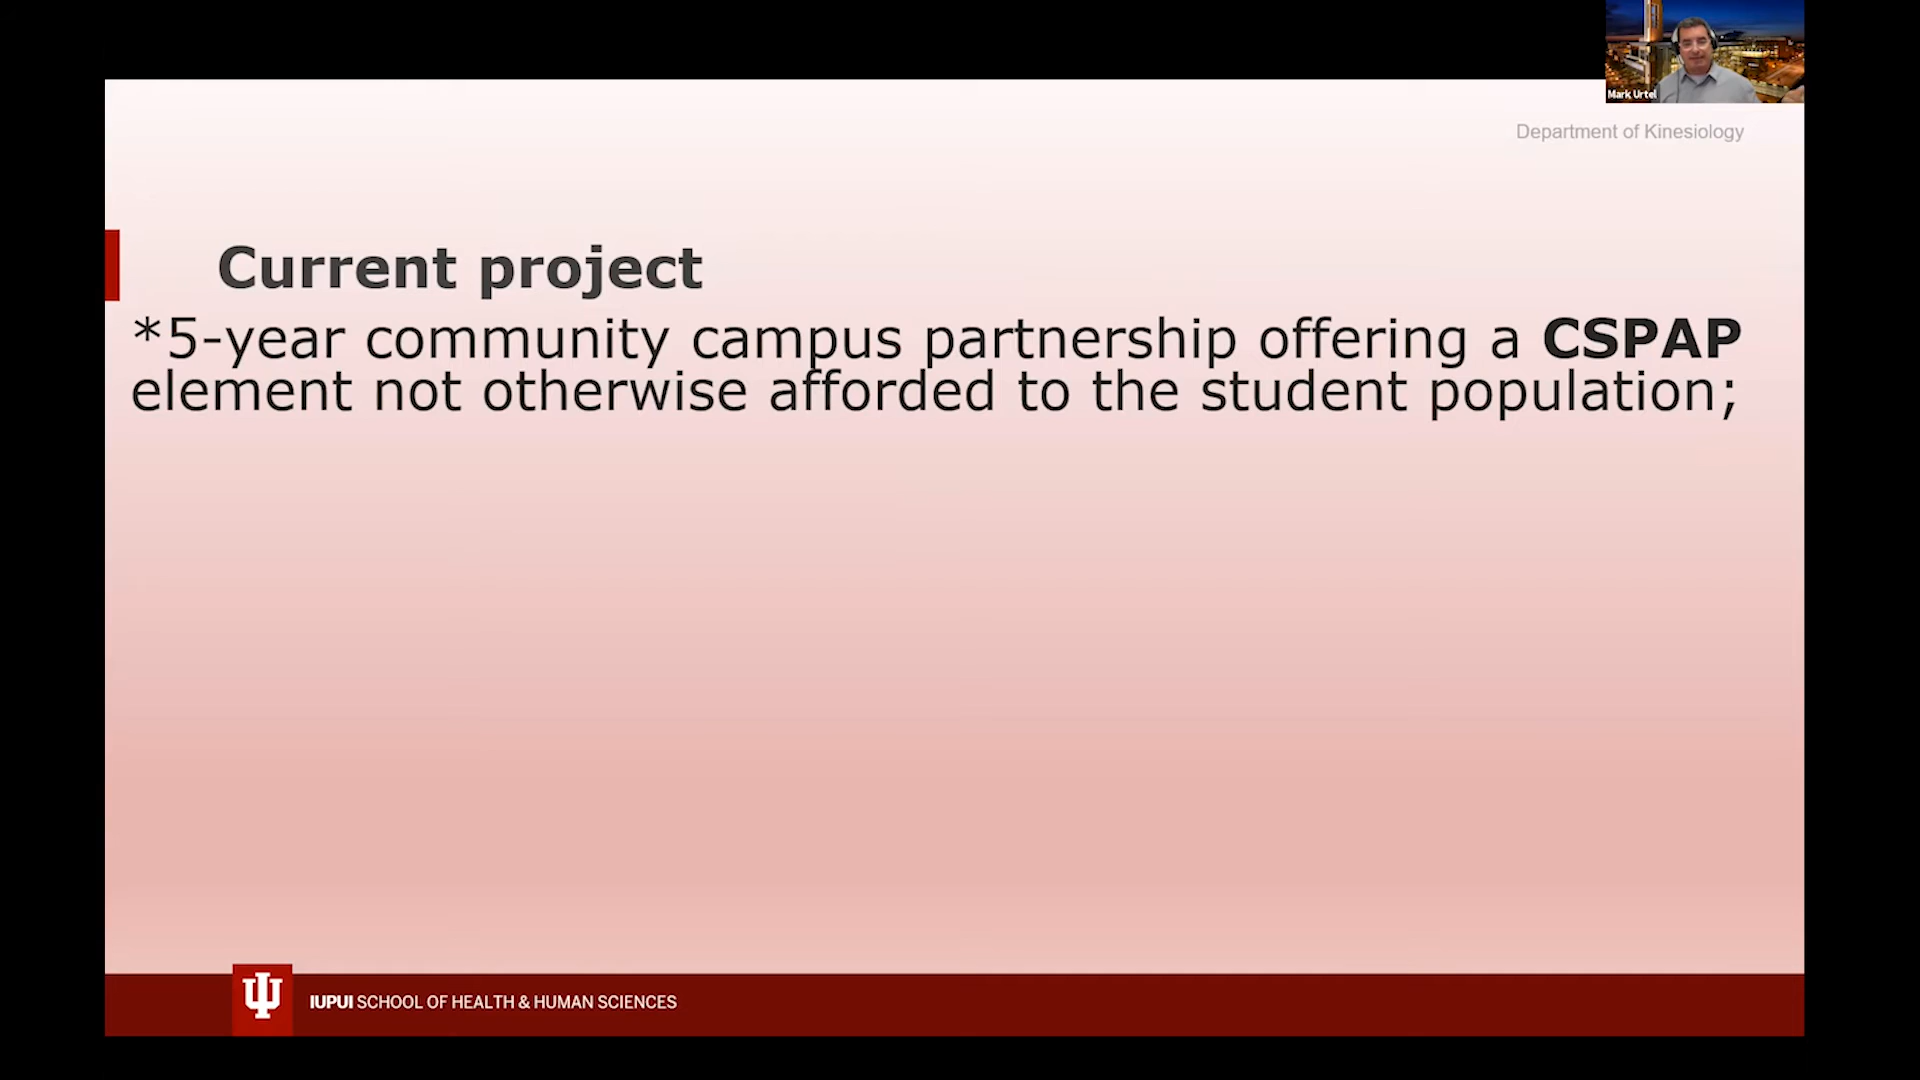 Mark Urtel
Department of Kinesiology
Current project
*5-year community campus partnership offering a CSPAP
element not otherwise afforded to the student population;
IUPUI SCHOOL OF HEALTH & HUMAN SCIENCES